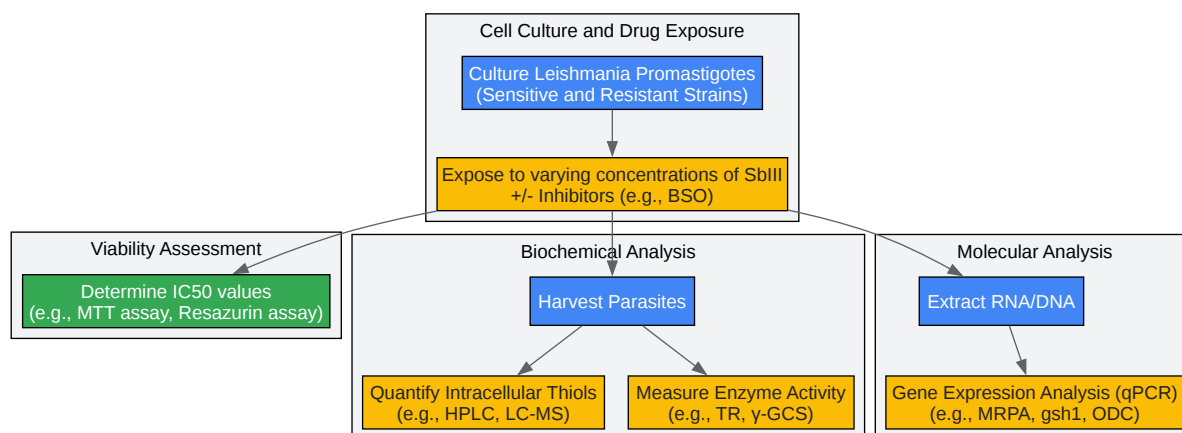 Cell Culture and Drug Exposure
Culture Leishmania Promastigotes
(Sensitive and Resistant Strains)
Expose to varying concentrations of SbIII
+/- Inhibitors (e.g., BSO)
Viability Assessment
Determine IC50 values
(e.g., MTT assay, Resazurin assay)
Biochemical Analysis
Harvest Parasites
Quantify Intracellular Thiols
(e.g., HPLC, LC-MS)
Measure Enzyme Activity
(e.g., TR, γ-GCS)
Molecular Analysis
Extract RNA/DNA
Gene Expression Analysis (qPCR)
(e.g., MRPA, gsh1, ODC)